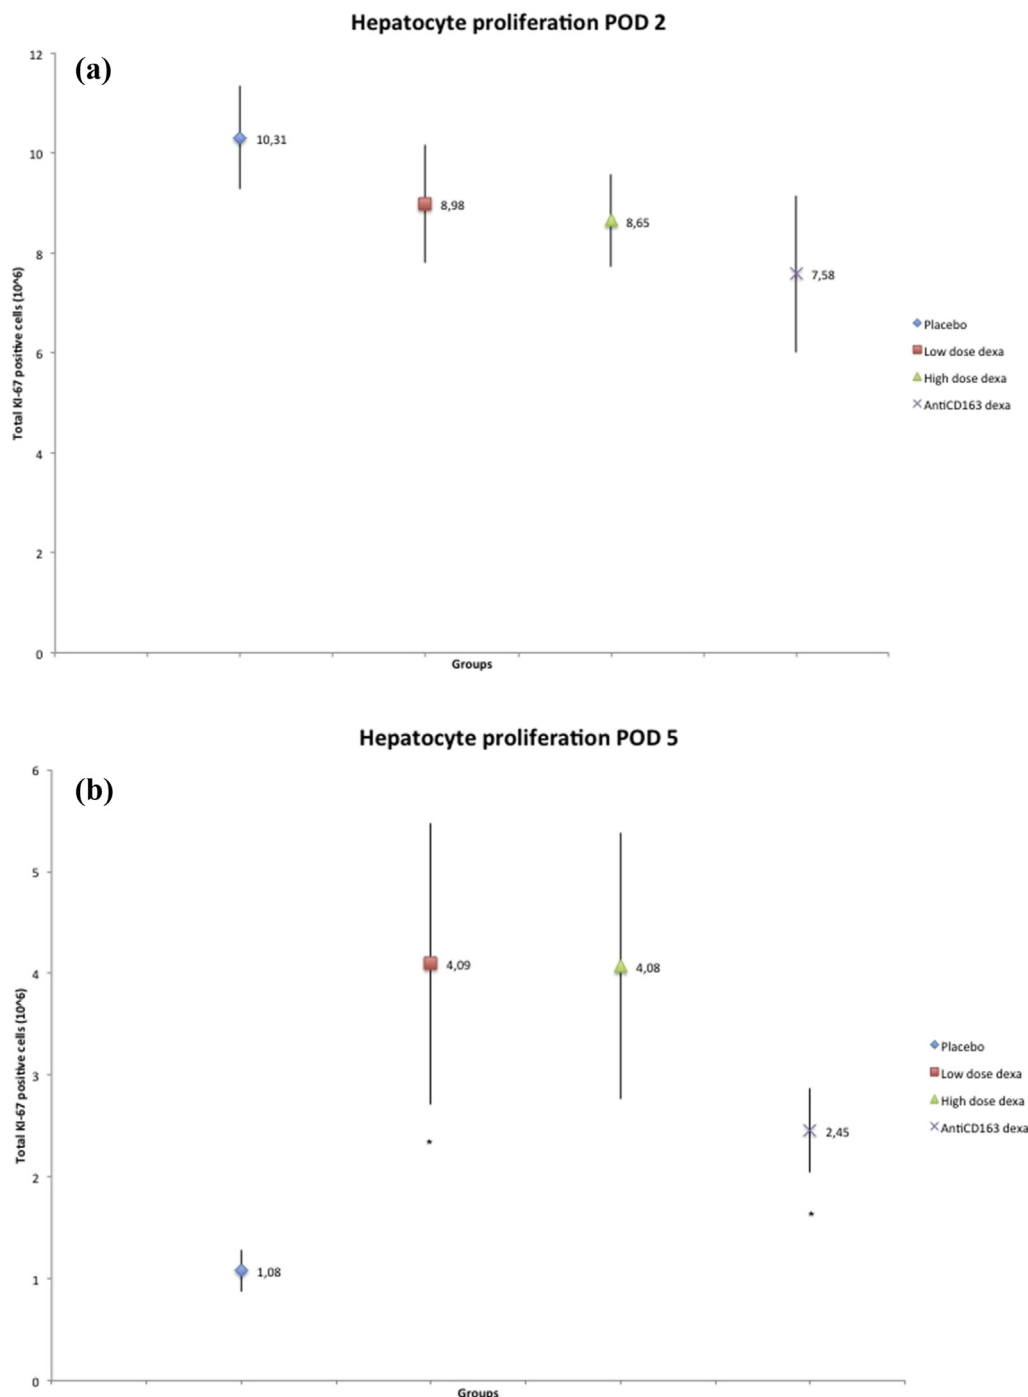 Hepatocyte proliferation POD 2
(a)
12
10
8
6
4
2
0
Total KI-67 positive cells (10^6)
10,31
8,98
8,65
7,58
Placebo
Low dose dexa
High dose dexa
AntiCD163 dexa
Groups
Hepatocyte proliferation POD 5
(b)
6
5
4
3
2
1
0
Total KI-67 positive cells (10^6)
1,08
4,09
*
4,08
2,45
*
Placebo
Low dose dexa
High dose dexa
AntiCD163 dexa
Groups